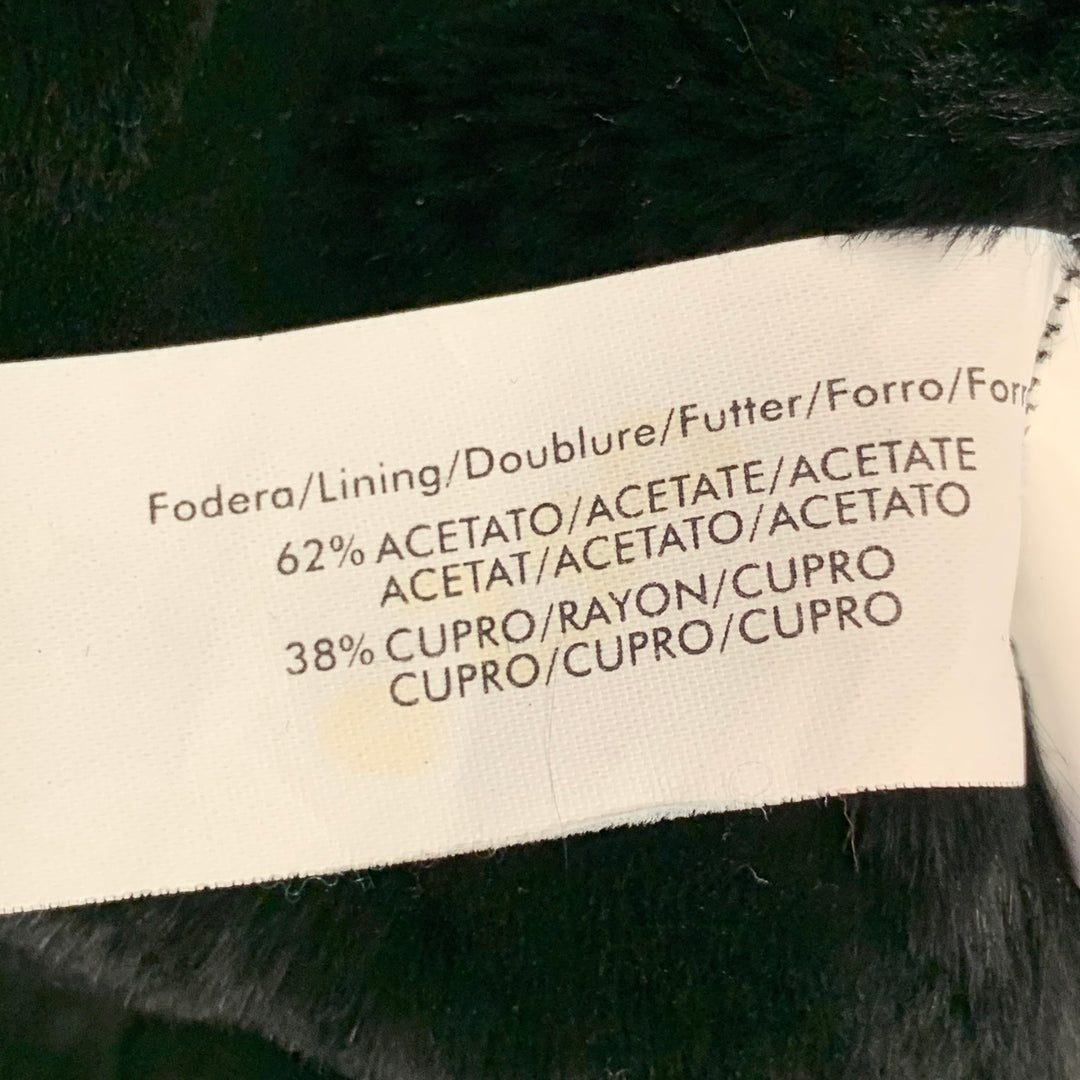 Fodera/Lining/Doublure/Futter/Forro/
62% ACETATO/ACETATE/ACETATE
ACETAT/ACETATO/ACETATO
38% CUPRO/RAYON/CUPRO
CUPRO/CUPRO/CUPRO